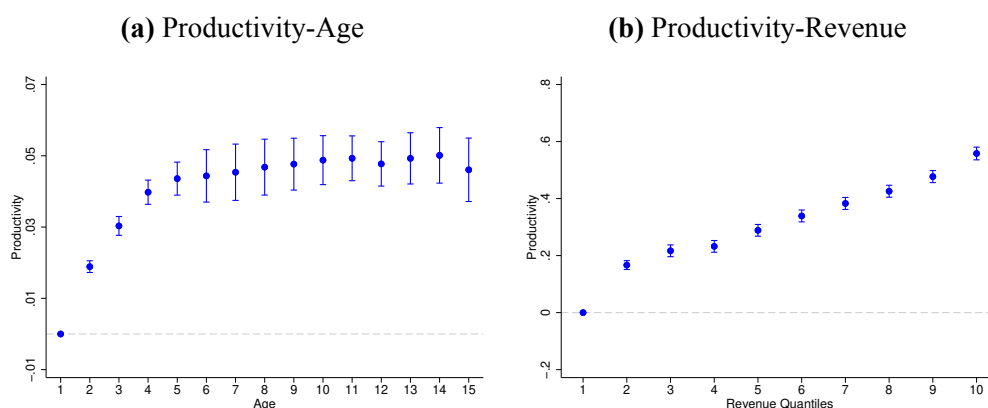 (a) Productivity-Age
Productivity
.07
.05
.03
.01
-.01
1 2 3 4 5 6 7 8 9 10 11 12 13 14 15
Age
(b) Productivity-Revenue
Productivity
.8
.6
.4
.2
0
-.2
1 2 3 4 5 6 7 8 9 10
Revenue Quantiles